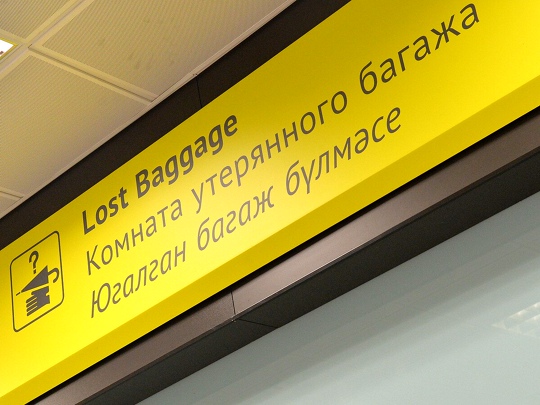 Lost Baggage
Комната утерянного багажа
Югалган багаж бүлмәсе
?